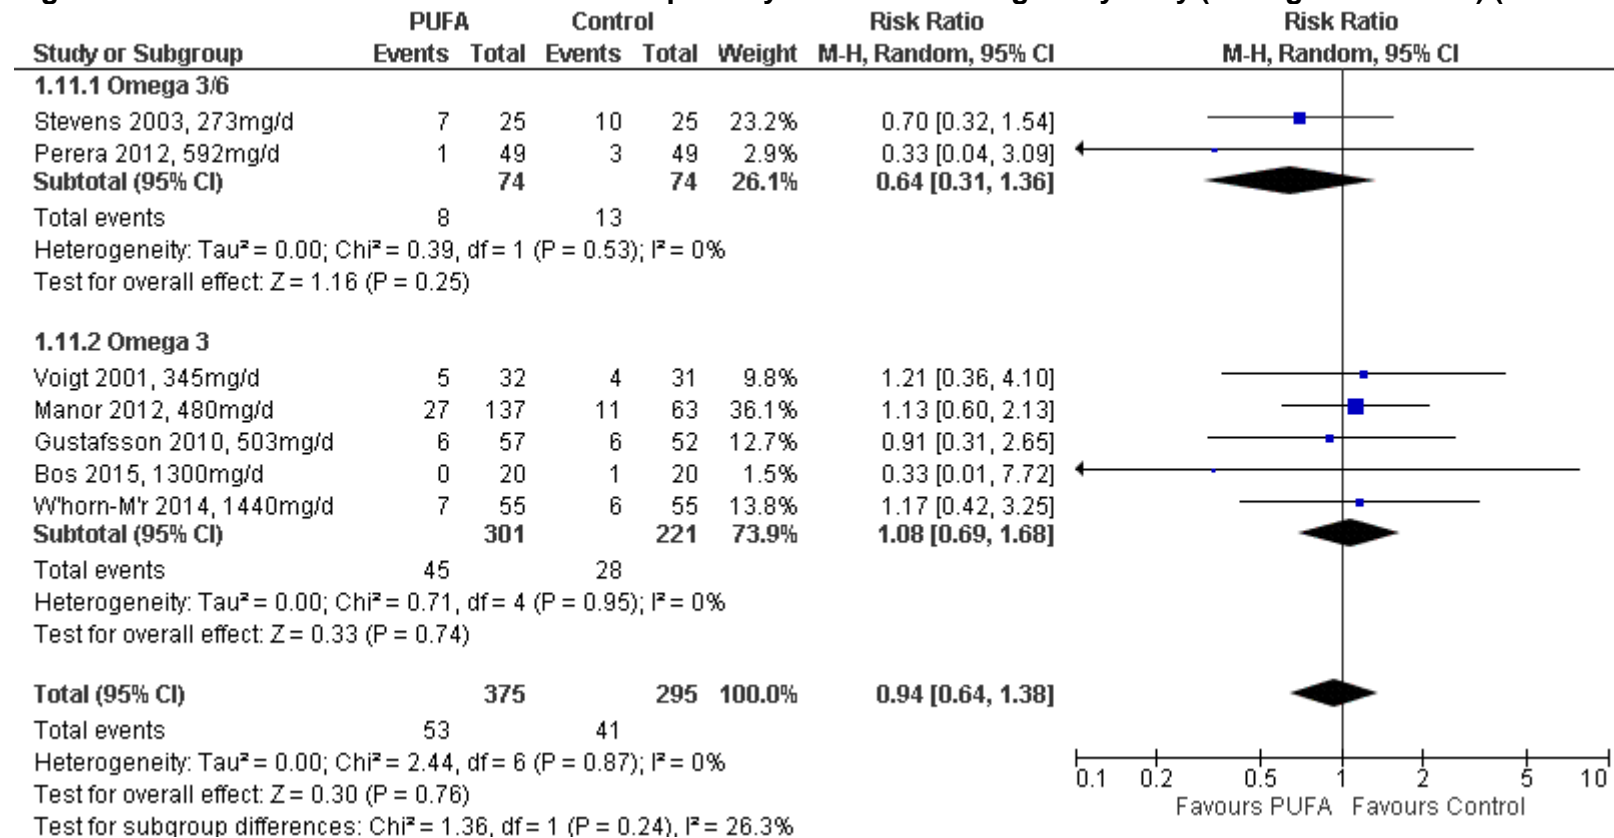 PUFA Control Risk Ratio Risk Ratio
Study or Subgroup Events Total Events Total Weight M-H, Random, 95% CI M-H, Random, 95% CI
1.11.1 Omega 3/6
Stevens 2003, 273mg/d 7 25 10 25 23.2% 0.70 [0.32, 1.54]
Perera 2012, 592mg/d 1 49 3 49 2.9% 0.33 [0.04, 3.09]
Subtotal (95% CI) 74 74 26.1% 0.64 [0.31, 1.36]
Total events 8 13
Heterogeneity: Tau² = 0.00; Chi² = 0.39, df = 1 (P = 0.53); I² = 0%
Test for overall effect: Z = 1.16 (P = 0.25)
1.11.2 Omega 3
Voigt 2001, 345mg/d 5 32 4 31 9.8% 1.21 [0.36, 4.10]
Manor 2012, 480mg/d 27 137 11 63 36.1% 1.13 [0.60, 2.13]
Gustafsson 2010, 503mg/d 6 57 6 52 12.7% 0.91 [0.31, 2.65]
Bos 2015, 1300mg/d 0 20 1 20 1.5% 0.33 [0.01, 7.72]
W'horn-M'r 2014, 1440mg/d 7 55 6 55 13.8% 1.17 [0.42, 3.25]
Subtotal (95% CI) 301 221 73.9% 1.08 [0.69, 1.68]
Total events 45 28
Heterogeneity: Tau² = 0.00; Chi² = 0.71, df = 4 (P = 0.95); I² = 0%
Test for overall effect: Z = 0.33 (P = 0.74)
Total (95% CI) 375 295 100.0% 0.94 [0.64, 1.38]
Total events 53 41
Heterogeneity: Tau² = 0.00; Chi² = 2.44, df = 6 (P = 0.87); I² = 0%
Test for overall effect: Z = 0.30 (P = 0.76)
Test for subgroup differences: Chi² = 1.36, df = 1 (P = 0.24), I² = 26.3%
0.1 0.2 0.5 1 2 5 10
Favours PUFA Favours Control